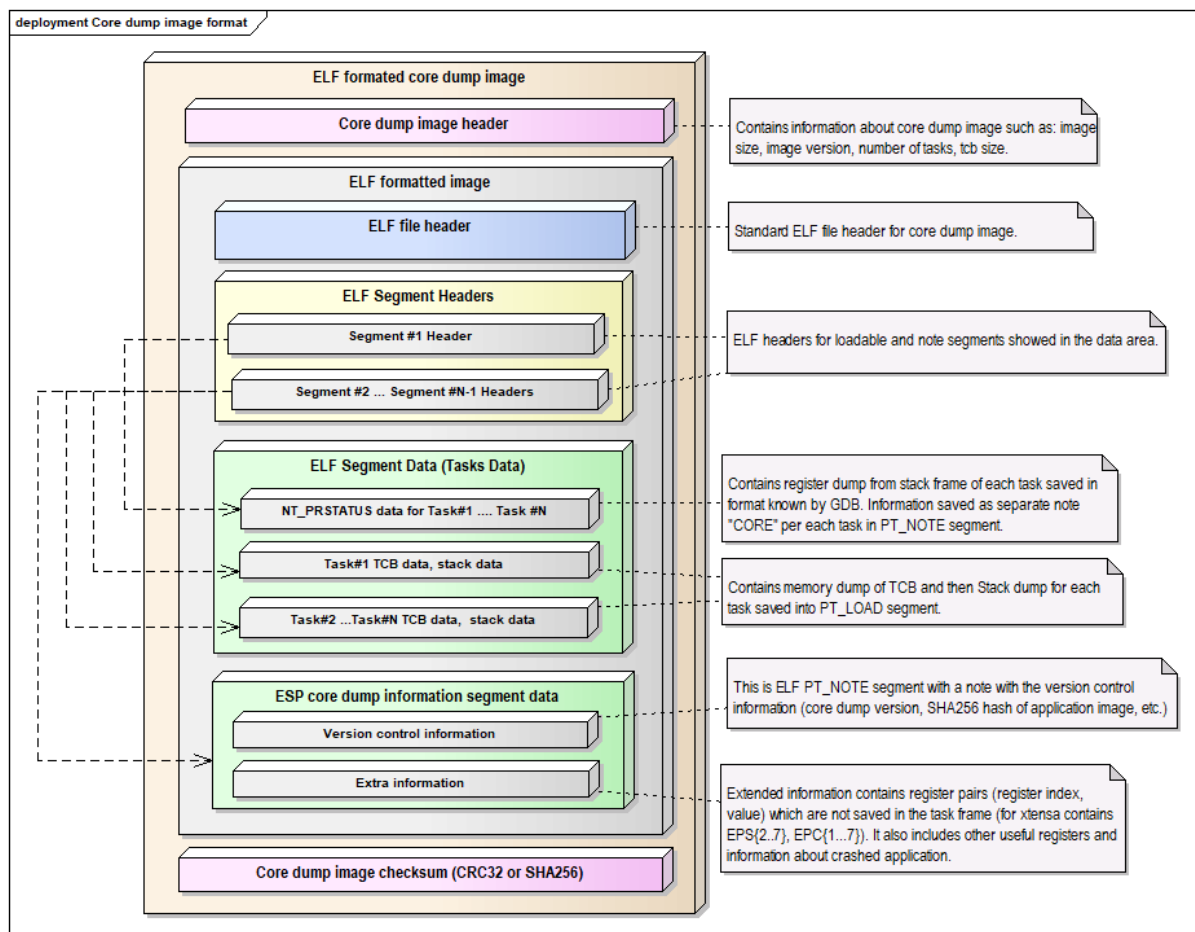 deployment Core dump image format
ELF formated core dump image
Core dump image header
Contains information about core dump image such as: image
size, image version, number of tasks, tcb size.
ELF formatted image
ELF file header
Standard ELF file header for core dump image.
ELF Segment Headers
Segment #1 Header
ELF headers for loadable and note segments showed in the data area.
Segment #2 ... Segment #N-1 Headers
ELF Segment Data (Tasks Data)
Contains register dump from stack frame of each task saved in
format known by GDB. Information saved as separate note
"CORE" per each task in PT_NOTE segment.
NT_PRSTATUS data for Task#1 .... Task #N
Task#1 TCB data, stack data
Contains memory dump of TCB and then Stack dump for each
task saved into PT_LOAD segment.
Task#2 ...Task#N TCB data, stack data
ESP core dump information segment data
This is ELF PT_NOTE segment with a note with the version control
information (core dump version, SHA256 hash of application image, etc.)
Version control information
Extra information
Extended information contains register pairs (register index,
value) which are not saved in the task frame (for xtensa contains
EPS{2..7}, EPC{1...7}). It also includes other useful registers and
information about crashed application.
Core dump image checksum (CRC32 or SHA256)